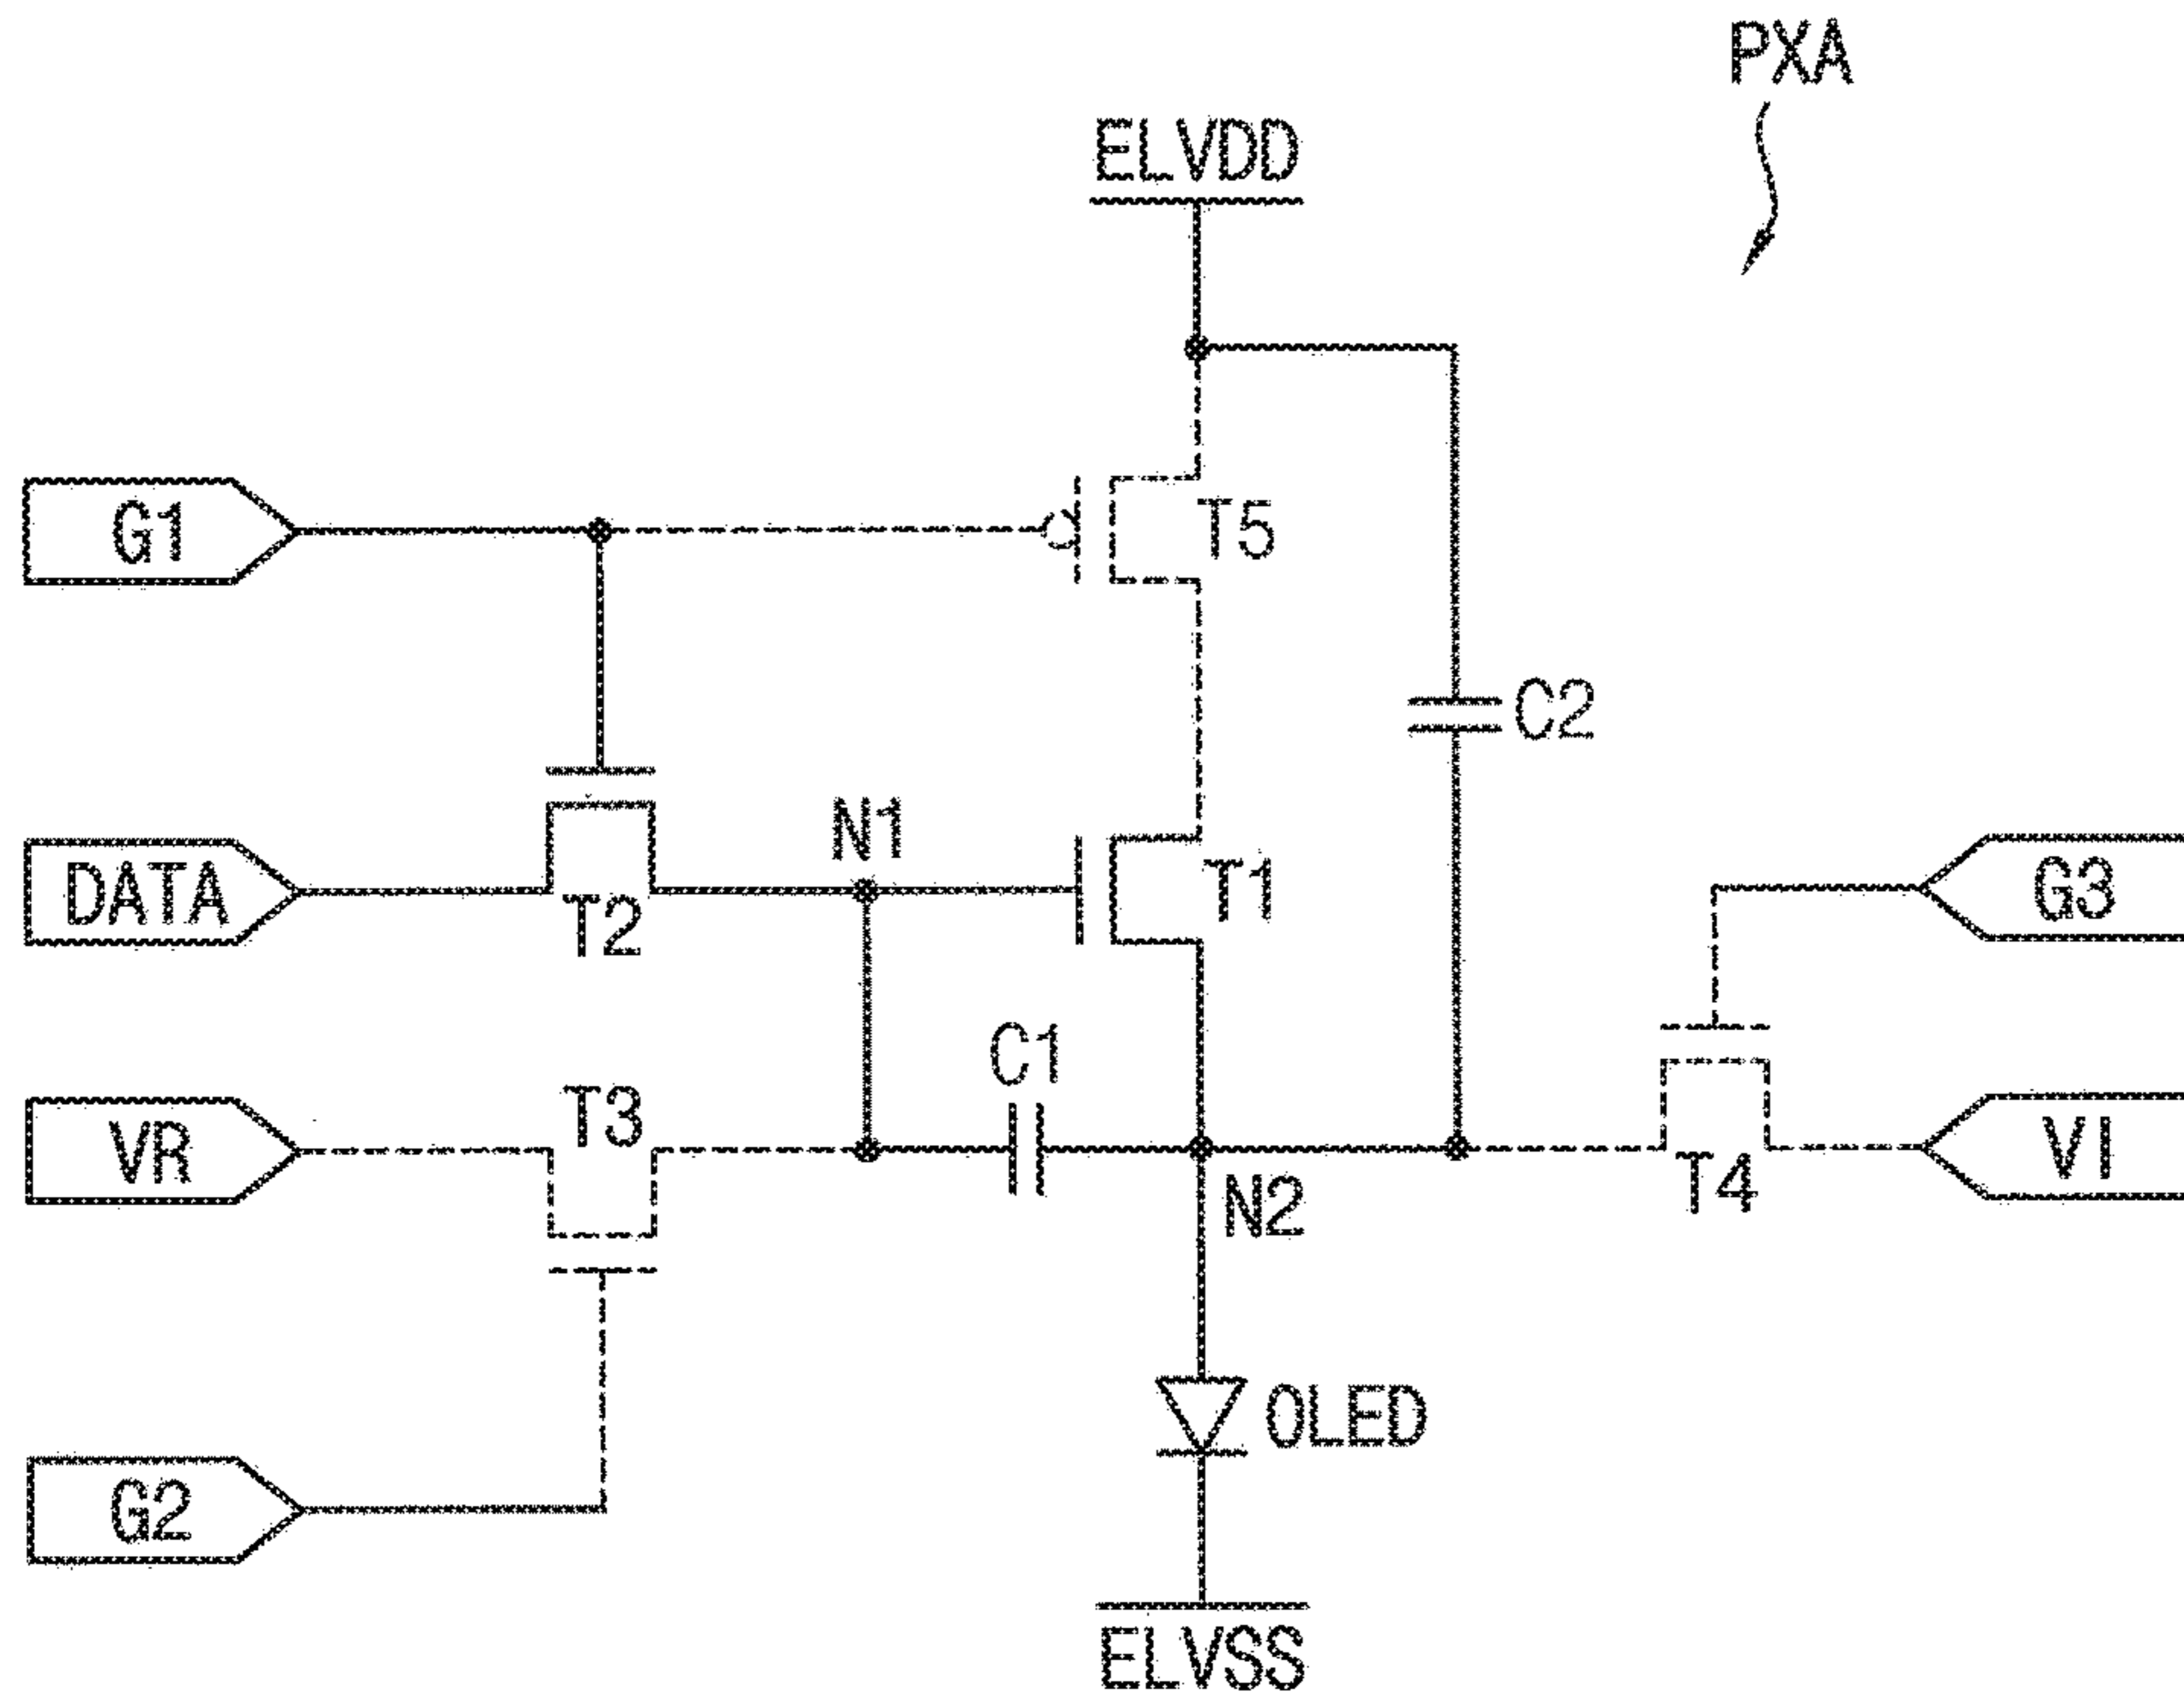 PXA
ELVDD
G1
T5
C2
N1
DATA
T2
T1
G3
C1
VR
T3
N2
T4
VI
OLED
G2
ELVSS